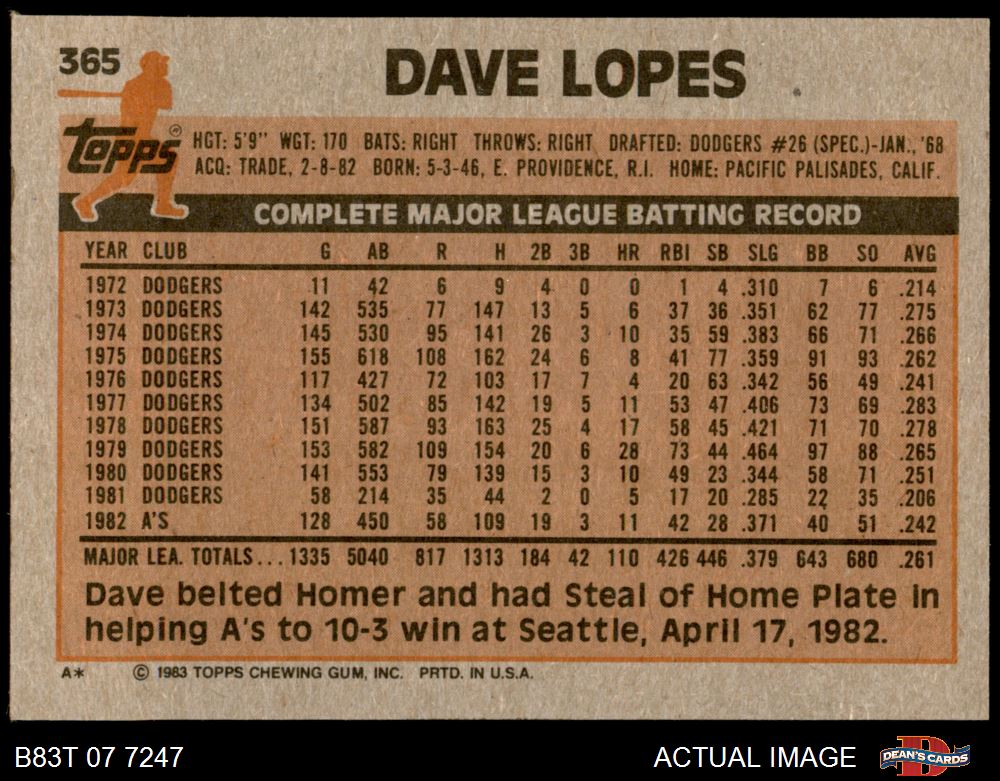 365
DAVE LOPES
Topps®
HGT: 5'9" WGT: 170 BATS: RIGHT THROWS: RIGHT DRAFTED: DODGERS #26 (SPEC.)-JAN., '68
ACQ: TRADE, 2-8-82 BORN: 5-3-46, E. PROVIDENCE, R.I. HOME: PACIFIC PALISADES, CALIF.
COMPLETE MAJOR LEAGUE BATTING RECORD
YEAR CLUB G AB R H 2B 3B HR RBI SB SLG BB SO AVG
1972 DODGERS 11 42 6 9 4 0 0 1 4 .310 7 6 .214
1973 DODGERS 142 535 77 147 13 5 6 37 36 .351 62 77 .275
1974 DODGERS 145 530 95 141 26 3 10 35 59 .383 66 71 .266
1975 DODGERS 155 618 108 162 24 6 8 41 77 .359 91 93 .262
1976 DODGERS 117 427 72 103 17 7 4 20 63 .342 56 49 .241
1977 DODGERS 134 502 85 142 19 5 11 53 47 .406 73 69 .283
1978 DODGERS 151 587 93 163 25 4 17 58 45 .421 71 70 .278
1979 DODGERS 153 582 109 154 20 6 28 73 44 .464 97 88 .265
1980 DODGERS 141 553 79 139 15 3 10 49 23 .344 58 71 .251
1981 DODGERS 58 214 35 44 2 0 5 17 20 .285 22 35 .206
1982 A'S 128 450 58 109 19 3 11 42 28 .371 40 51 .242
MAJOR LEA. TOTALS... 1335 5040 817 1313 184 42 110 426 446 .379 643 680 .261
Dave belted Homer and had Steal of Home Plate in
helping A's to 10-3 win at Seattle, April 17, 1982.
A* © 1983 TOPPS CHEWING GUM, INC. PRTD. IN U.S.A.
B83T 07 7247 ACTUAL IMAGE DEAN'S CARDS